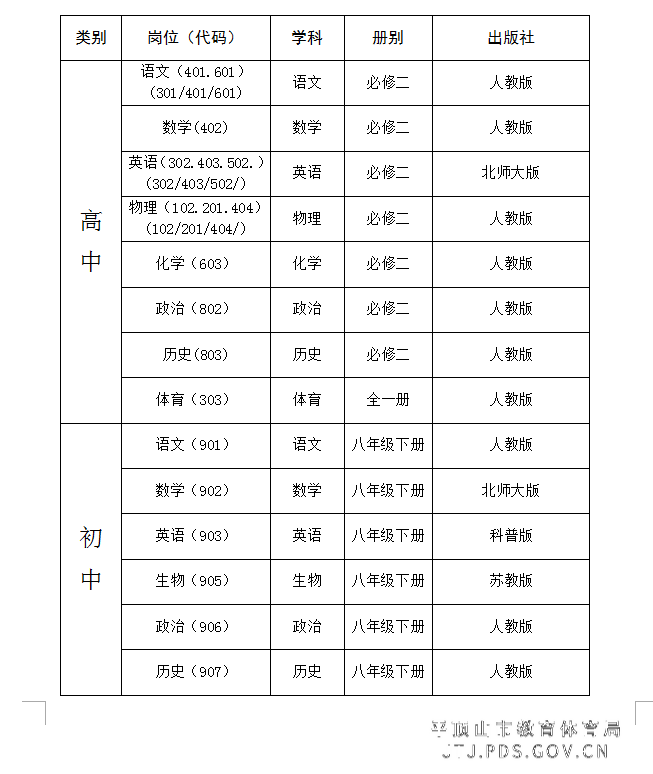 类别 岗位（代码） 学科 册别 出版社
高中
语文（401.601）
(301/401/601) 语文 必修二 人教版
数学(402) 数学 必修二 人教版
英语(302.403.502.)
(302/403/502/) 英语 必修二 北师大版
物理（102.201.404）
(102/201/404/) 物理 必修二 人教版
化学（603） 化学 必修二 人教版
政治（802） 政治 必修二 人教版
历史(803) 历史 必修二 人教版
体育（303） 体育 全一册 人教版
初中
语文（901） 语文 八年级下册 人教版
数学（902） 数学 八年级下册 北师大版
英语（903） 英语 八年级下册 科普版
生物（905） 生物 八年级下册 苏教版
政治（906） 政治 八年级下册 人教版
历史（907） 历史 八年级下册 人教版
平顶山市教育体育局
JTJ.PDS.GOV.CN